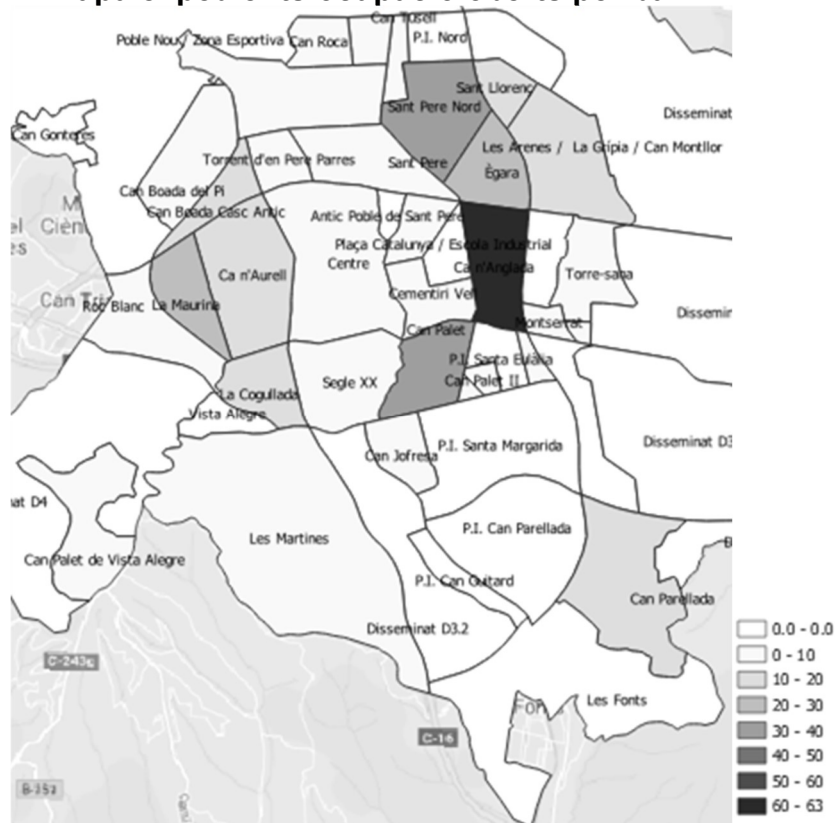 Can Tusell
Poble Nou / Zona Esportiva
Can Roca
P.I. Nord
Sant Llorenç
Sant Pere Nord
Disseminat
Can Gonteres
Les Arenes / La Grípia / Can Montllor
Torrent d'en Pere Parres
Sant Pere
Ègara
Can Boada del Pi
Can Boada Casc Antic
Antic Poble de Sant Pere
Plaça Catalunya / Escola Industrial
Centre
Ca n'Anglada
Ca n'Aurell
Torre-sana
Cementiri Vell
Roc Blanc
La Maurina
Dissemin
Montserrat
Can Palet
P.I. Santa Eulàlia
Can Palet II
Segle XX
La Cogullada
Vista Alegre
Can Jofresa
P.I. Santa Margarida
Disseminat D3
at D4
P.I. Can Parellada
Les Martines
Can Palet de Vista Alegre
P.I. Can Guitard
Can Parellada
Disseminat D3.2
C-243c
Les Fonts
C-16
0.0 - 0.0
0 - 10
10 - 20
20 - 30
30 - 40
40 - 50
50 - 60
60 - 63